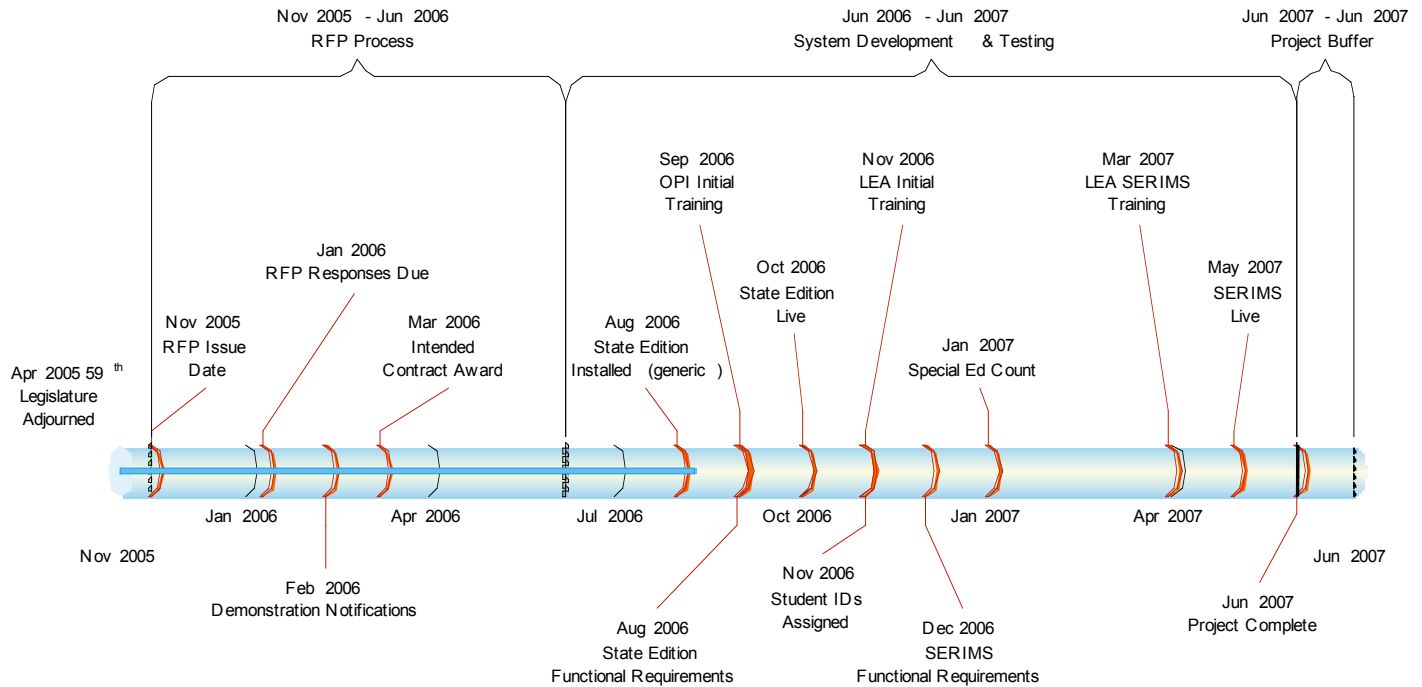 Nov 2005 - Jun 2006
RFP Process
Jun 2006 - Jun 2007
System Development & Testing
Jun 2007 - Jun 2007
Project Buffer
Sep 2006
OPI Initial
Training
Nov 2006
LEA Initial
Training
Mar 2007
LEA SERIMS
Training
Jan 2006
RFP Responses Due
Oct 2006
State Edition
Live
May 2007
SERIMS
Live
Nov 2005
RFP Issue
Date
Mar 2006
Intended
Contract Award
Aug 2006
State Edition
Installed (generic )
Jan 2007
Special Ed Count
Apr 2005 59 th
Legislature
Adjourned
Jan 2006
Apr 2006
Jul 2006
Oct 2006
Jan 2007
Apr 2007
Nov 2005
Jun 2007
Feb 2006
Demonstration Notifications
Aug 2006
State Edition
Functional Requirements
Nov 2006
Student IDs
Assigned
Dec 2006
SERIMS
Functional Requirements
Jun 2007
Project Complete